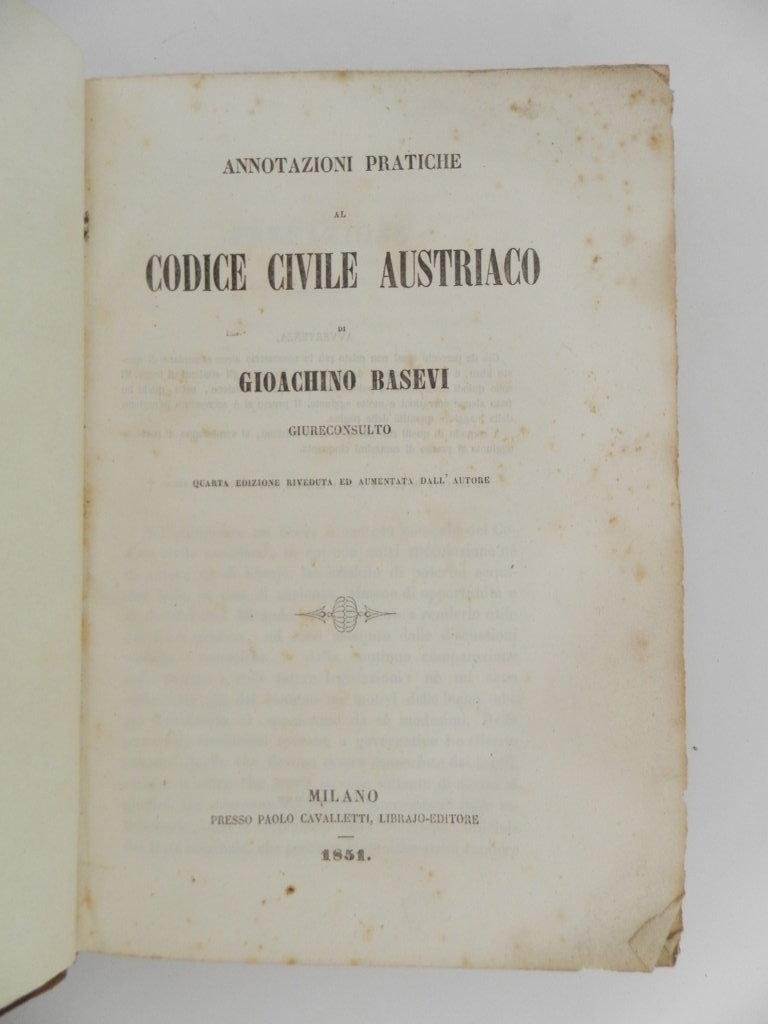 ANNOTAZIONI PRATICHE
AL
CODICE CIVILE AUSTRIACO
DI
GIOACHINO BASEVI
GIURECONSULTO
QUARTA EDIZIONE RIVEDUTA ED AUMENTATA DALL' AUTORE
MILANO
PRESSO PAOLO CAVALLETTI, LIBRAJO-EDITORE
1851.